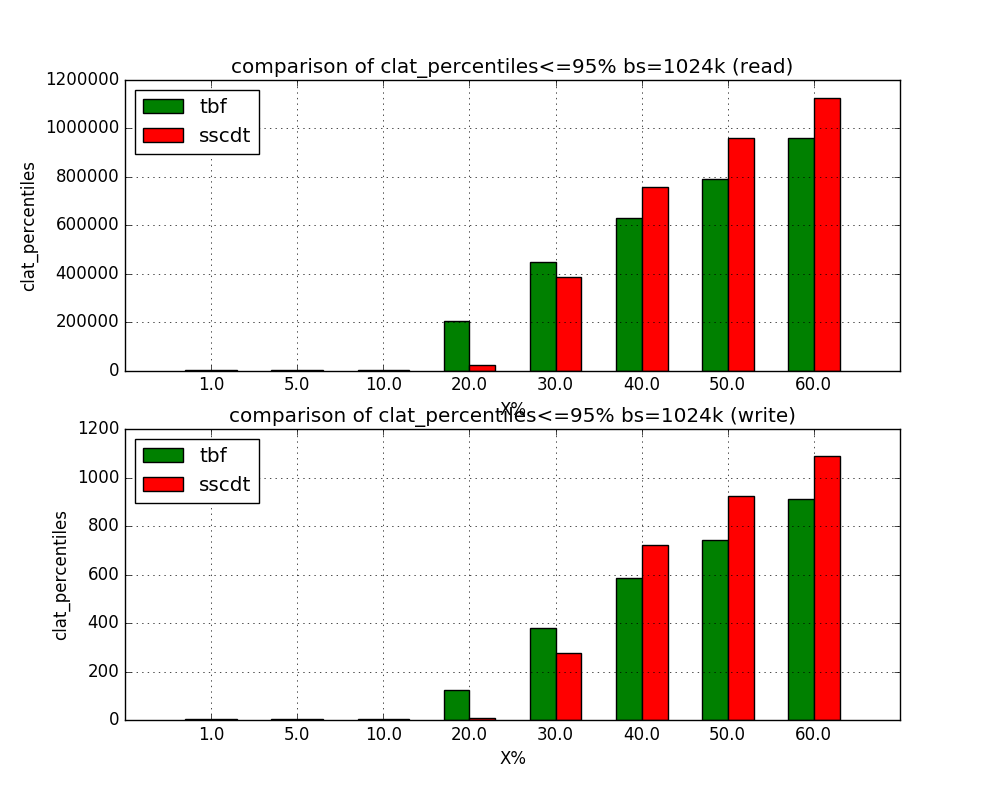 comparison of clat_percentiles<=95% bs=1024k (read)
1200000
1000000
800000
600000
400000
200000
0
clat_percentiles
tbf
sscdt
1.0 5.0 10.0 20.0 30.0 40.0 50.0 60.0
X%
comparison of clat_percentiles<=95% bs=1024k (write)
1200
1000
800
600
400
200
0
clat_percentiles
tbf
sscdt
1.0 5.0 10.0 20.0 30.0 40.0 50.0 60.0
X%